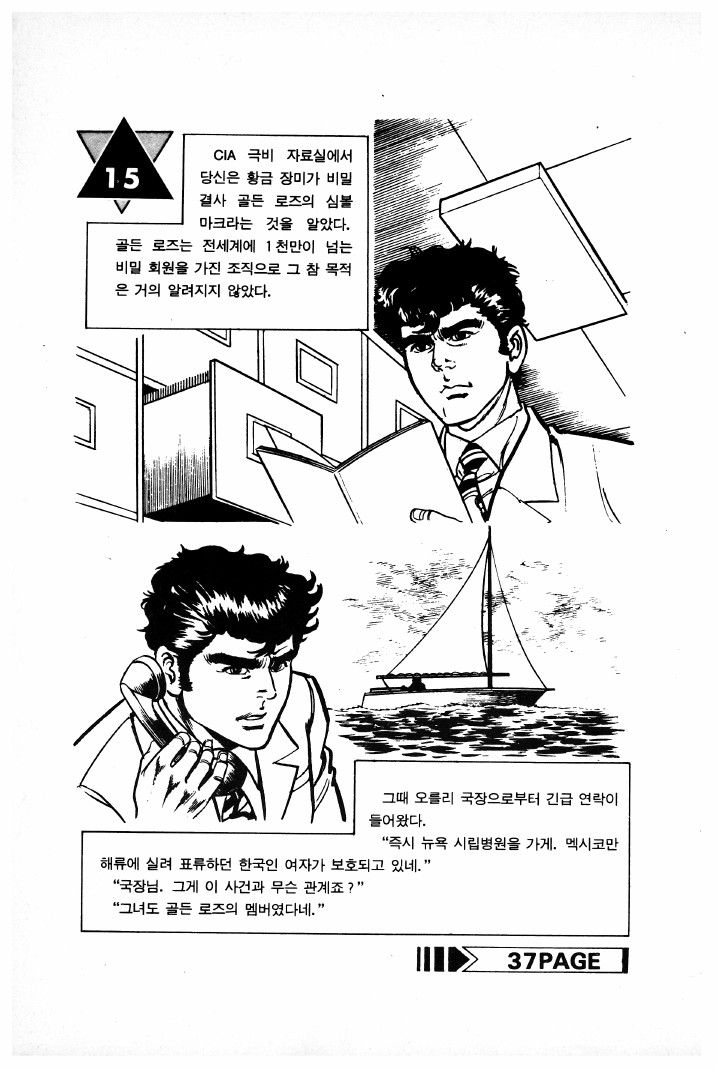 15
CIA 극비 자료실에서
당신은 황금 장미가 비밀
결사 골든 로즈의 심볼
마크라는 것을 알았다.
골든 로즈는 전세계에 1천만이 넘는
비밀 회원을 가진 조직으로 그 참 목적
은 거의 알려지지 않았다.
그때 오를리 국장으로부터 긴급 연락이
들어왔다.
“즉시 뉴욕 시립병원을 가게. 멕시코만
해류에 실려 표류하던 한국인 여자가 보호되고 있네.”
“국장님. 그게 이 사건과 무슨 관계죠?”
“그녀도 골든 로즈의 멤버였다네.”
37PAGE